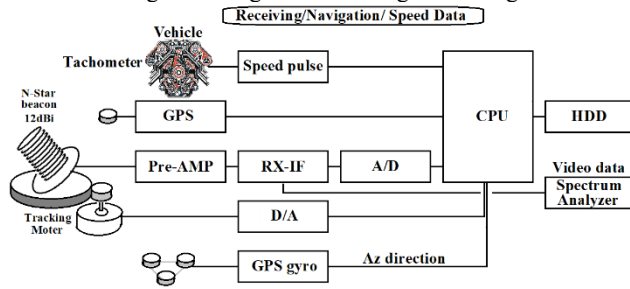 Receiving/Navigation/ Speed Data
Vehicle
Tachometer
Speed pulse
N-Star
beacon
12dBi
GPS
CPU
HDD
Pre-AMP
RX-IF
A/D
Video data
Spectrum
Analyzer
Tracking
Moter
D/A
GPS gyro
Az direction